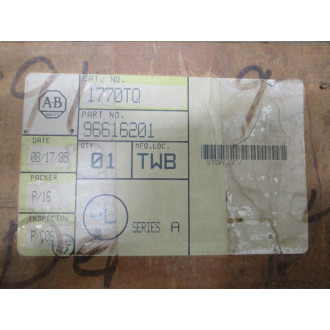 A-B
CAT. NO.
1770TQ
PART NO.
96616201
DATE
08/17/85
QTY
01
MFG. LOC.
TWB
PACKER
P/16
INSPECTOR
P/C06
SERIES A